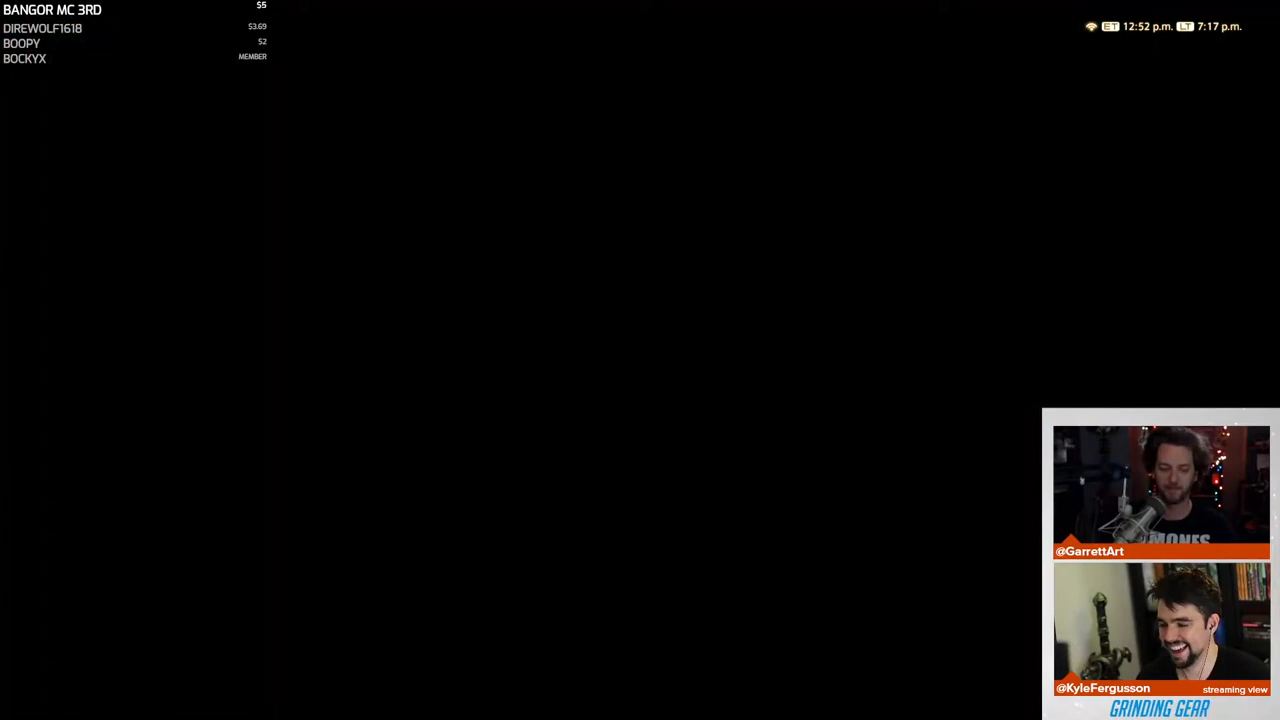 BANGOR MC 3RD $5
DIREWOLF1618 $3.69
BOOPY $2
BOCKYX MEMBER
ET 12:52 p.m. LT 7:17 p.m.
MONES
@GarrettArt
@KyleFergusson streaming view
GRINDING GEAR